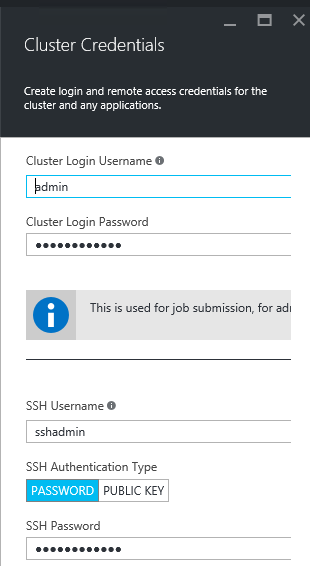 Cluster Credentials
Create login and remote access credentials for the
cluster and any applications.
Cluster Login Username
admin
Cluster Login Password
••••••••••••
This is used for job submission, for
SSH Username
sshadmin
SSH Authentication Type
PASSWORD PUBLIC KEY
SSH Password
••••••••••••